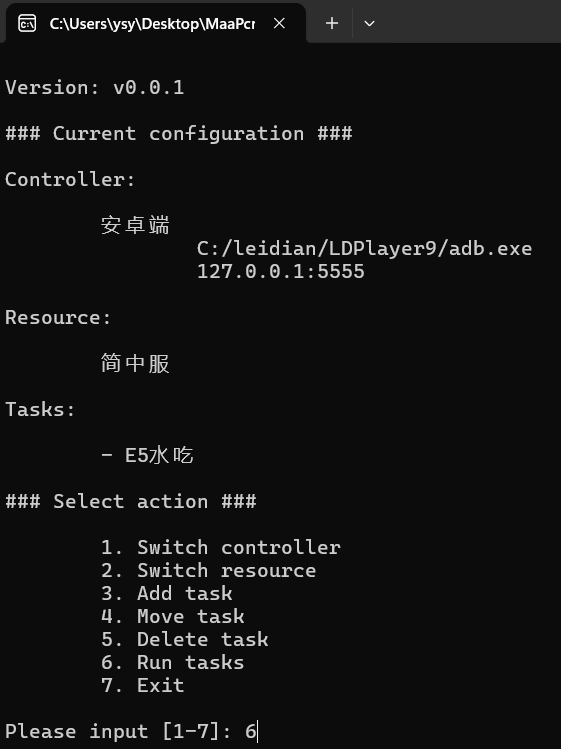 C:\Users\ysy\Desktop\MaaPcr
Version: v0.0.1
### Current configuration ###
Controller:
安卓端
C:/leidian/LDPlayer9/adb.exe
127.0.0.1:5555
Resource:
简中服
Tasks:
- E5水吃
### Select action ###
1. Switch controller
2. Switch resource
3. Add task
4. Move task
5. Delete task
6. Run tasks
7. Exit
Please input [1-7]: 6